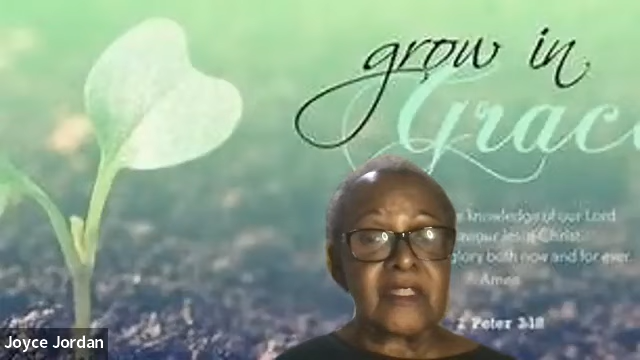 grow in
Grac
knowledge of our Lord
Jesus Christ
glory both now and for ever.
Amen
2 Peter 3:18
Joyce Jordan